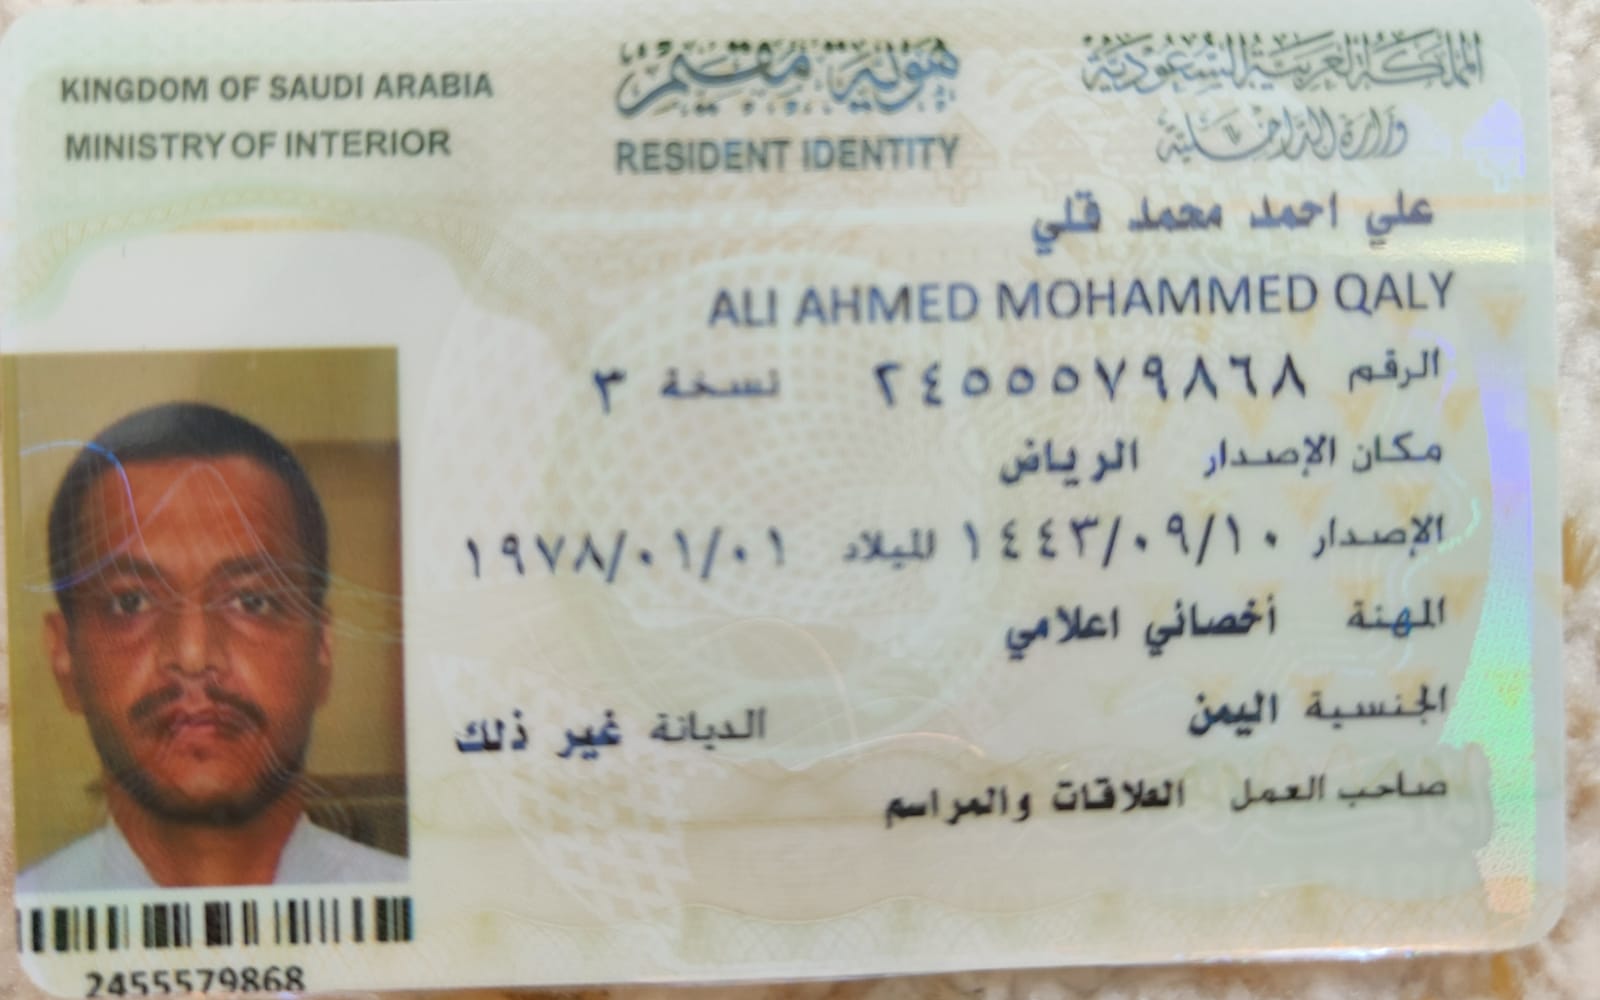 KINGDOM OF SAUDI ARABIA
MINISTRY OF INTERIOR
هوية مقيم
RESIDENT IDENTITY
المملكة العربية السعودية
وزارة الداخلية
علي احمد محمد قلي
ALI AHMED MOHAMMED QALY
الرقم ٢٤٥٥٥٧٩٨٦٨ نسخة ٣
مكان الإصدار الرياض
الإصدار ١٤٤٣/٠٩/١٠ الميلاد ١٩٧٨/٠١/٠١
المهنة أخصائي اعلامي
الجنسية اليمن الديانة غير ذلك
صاحب العمل العلاقات والمراسم
2455579868